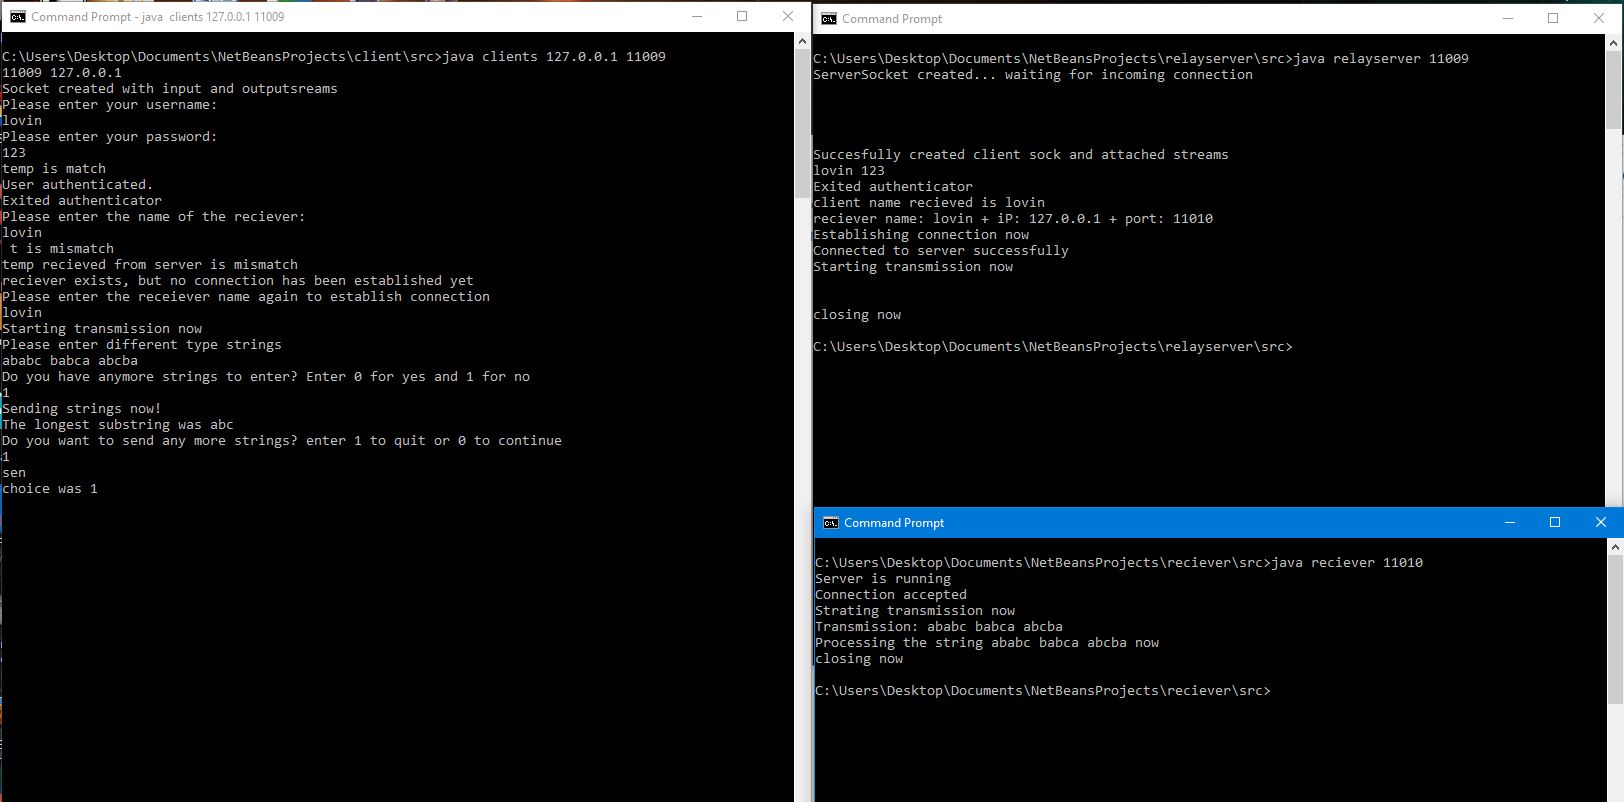 Command Prompt - java  clients 127.0.0.1 11009
C:\Users\Desktop\Documents\NetBeansProjects\client\src>java clients 127.0.0.1 11009
11009 127.0.0.1
Socket created with input and outputsreams
Please enter your username:
lovin
Please enter your password:
123
temp is match
User authenticated.
Exited authenticator
Please enter the name of the reciever:
lovin
 t is mismatch
temp recieved from server is mismatch
reciever exists, but no connection has been established yet
Please enter the receiever name again to establish connection
lovin
Starting transmission now
Please enter different type strings
ababc babca abcba
Do you have anymore strings to enter? Enter 0 for yes and 1 for no
1
Sending strings now!
The longest substring was abc
Do you want to send any more strings? enter 1 to quit or 0 to continue
1
sen
choice was 1
Command Prompt
C:\Users\Desktop\Documents\NetBeansProjects\relayserver\src>java relayserver 11009
ServerSocket created... waiting for incoming connection
Succesfully created client sock and attached streams
lovin 123
Exited authenticator
client name recieved is lovin
reciever name: lovin + iP: 127.0.0.1 + port: 11010
Establishing connection now
Connected to server successfully
Starting transmission now
closing now
C:\Users\Desktop\Documents\NetBeansProjects\relayserver\src>
Command Prompt
C:\Users\Desktop\Documents\NetBeansProjects\reciever\src>java reciever 11010
Server is running
Connection accepted
Strating transmission now
Transmission: ababc babca abcba
Processing the string ababc babca abcba now
closing now
C:\Users\Desktop\Documents\NetBeansProjects\reciever\src>